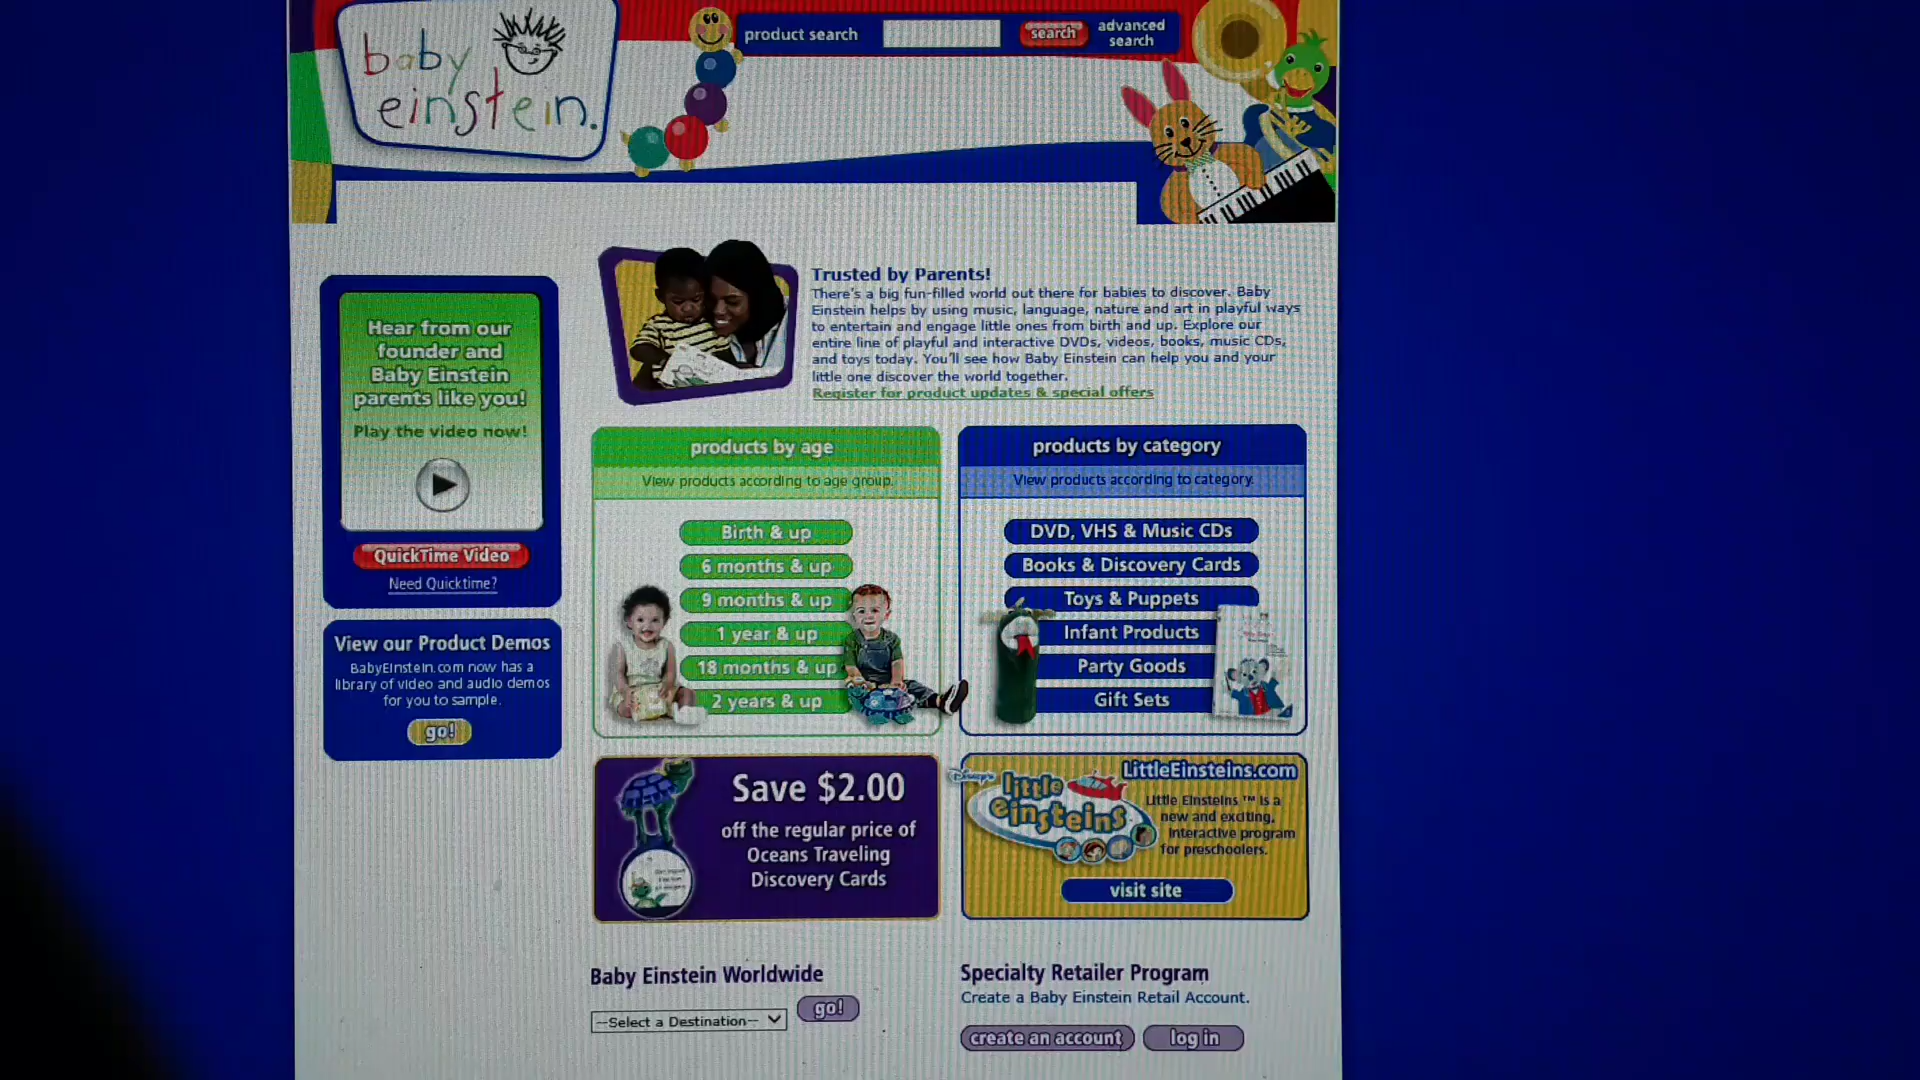 baby
einstein.
product search
search
advanced
search
Hear from our
founder and
Baby Einstein
parents like you!
Play the video now!
QuickTime Video
Need Quicktime?
View our Product Demos
BabyEinstein.com now has a
library of video and audio demos
for you to sample.
go!
Trusted by Parents!
There's a big fun-filled world out there for babies to discover. Baby
Einstein helps by using music, language, nature and art in playful ways
to entertain and engage little ones from birth and up. Explore our
entire line of playful and interactive DVDs, videos, books, music CDs,
and toys today. You'll see how Baby Einstein can help you and your
little one discover the world together.
Register for product updates & special offers
products by age
View products according to age group.
Birth & up
6 months & up
9 months & up
1 year & up
18 months & up
2 years & up
products by category
View products according to category.
DVD, VHS & Music CDs
Books & Discovery Cards
Toys & Puppets
Infant Products
Party Goods
Gift Sets
Save $2.00
off the regular price of
Oceans Traveling
Discovery Cards
Disney's
little
einsteins
LittleEinsteins.com
Little Einsteins ™ is a
new and exciting,
interactive program
for preschoolers.
visit site
Baby Einstein Worldwide
--Select a Destination--
go!
Specialty Retailer Program
Create a Baby Einstein Retail Account.
create an account
log in